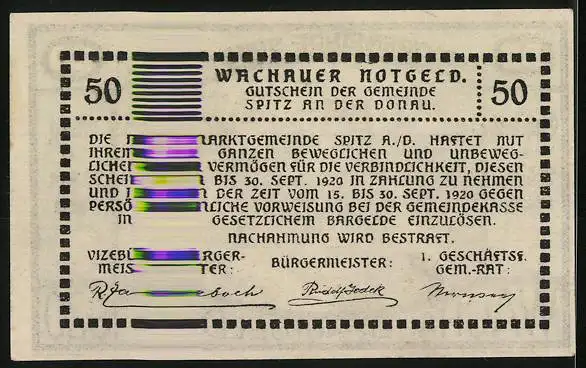 50 WACHAUER NOTGELD. 50
GUTSCHEIN DER GEMEINDE
SPITZ AN DER DONAU.
DIE MARKTGEMEINDE SPITZ A./D. HAFTET MIT
IHREM GANZEN BEWEGLICHEN UND UNBEWEG-
LICHEN VERMÖGEN FÜR DIE VERBINDLICHKEIT, DIESEN
SCHEIN BIS 30. SEPT. 1920 IN ZAHLUNG ZU NEHMEN
UND IN DER ZEIT VOM 15. BIS 30. SEPT. 1920 GEGEN
PERSÖNLICHE VORWEISUNG BEI DER GEMEINDEKASSE
IN GESETZLICHEM BARGELDE EINZULÖSEN.
NACHAHMUNG WIRD BESTRAFT.
VIZEBÜRGER-
MEISTER:
BÜRGERMEISTER:
1. GESCHÄFTSF.
GEM.-RAT: